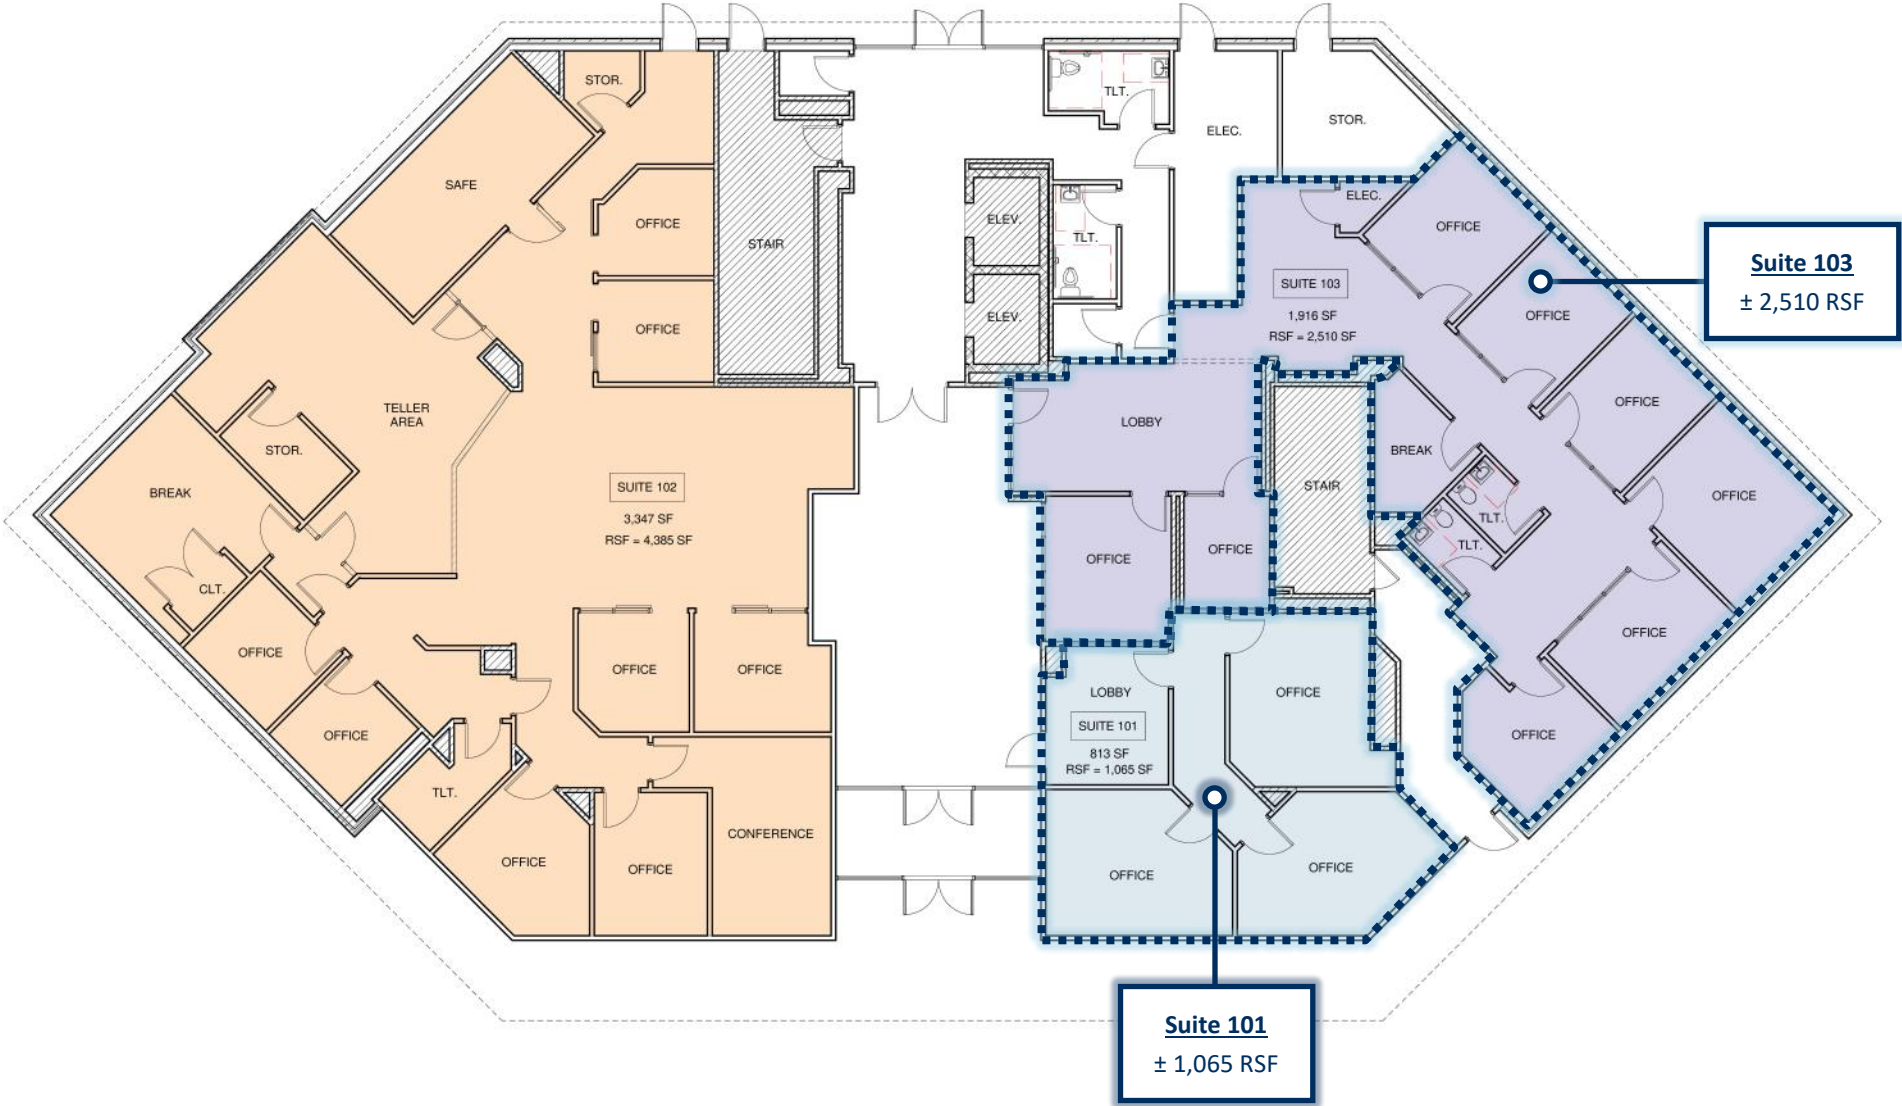 STOR.
TLT.
STOR.
ELEC.
SAFE
ELEC.
OFFICE
ELEV.
OFFICE
STAIR
TLT.
Suite 103
± 2,510 RSF
SUITE 103
1,916 SF
RSF = 2,510 SF
OFFICE
OFFICE
ELEV.
TELLER
AREA
LOBBY
OFFICE
STOR.
BREAK
BREAK
SUITE 102
3,347 SF
RSF = 4,385 SF
STAIR
OFFICE
TLT.
TLT.
OFFICE
OFFICE
CLT.
OFFICE
OFFICE
OFFICE
OFFICE
OFFICE
LOBBY
SUITE 101
813 SF
RSF = 1,065 SF
OFFICE
OFFICE
OFFICE
TLT.
CONFERENCE
OFFICE
OFFICE
OFFICE
OFFICE
Suite 101
± 1,065 RSF